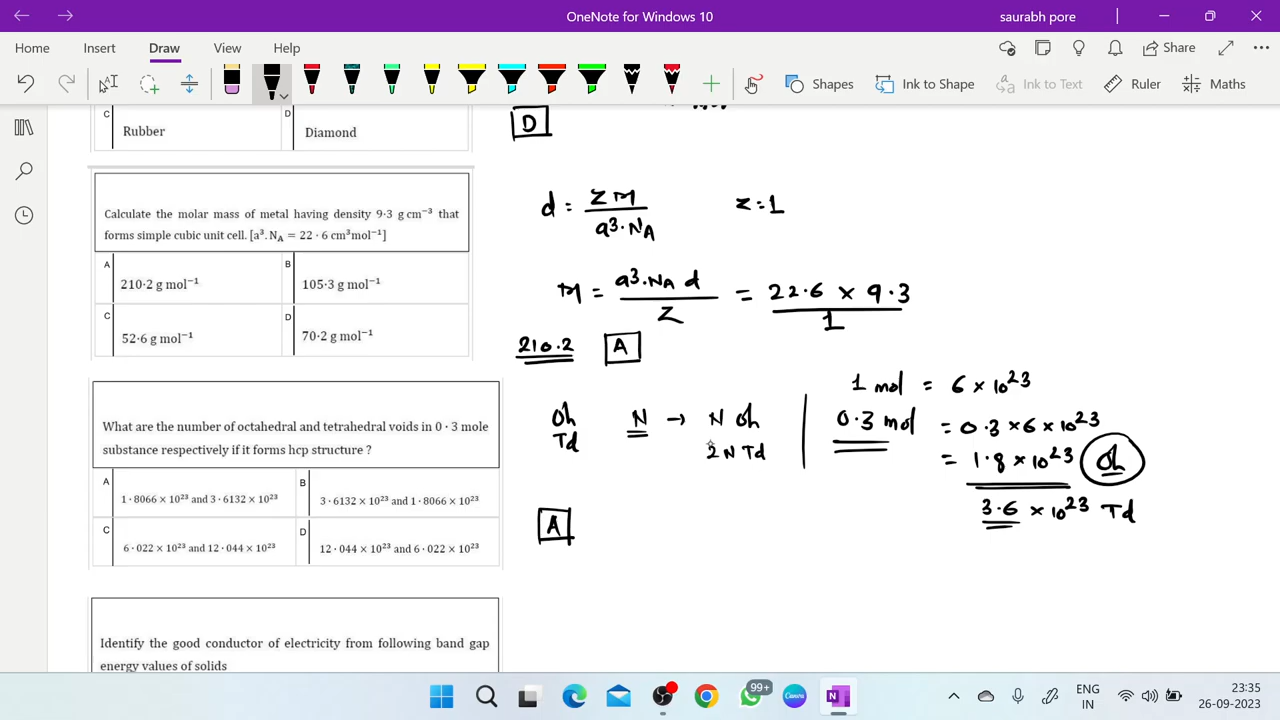 OneNote for Windows 10
saurabh pore
Home Insert Draw View Help
Share
Shapes Ink to Shape Ink to Text Ruler Maths
C Rubber D Diamond
D
Calculate the molar mass of metal having density 9·3 g cm⁻³ that
forms simple cubic unit cell. [a³. N_A = 22 · 6 cm³mol⁻¹]
A 210·2 g mol⁻¹ B 105·3 g mol⁻¹
C 52·6 g mol⁻¹ D 70·2 g mol⁻¹
d = Z M / a³·N_A z = 1
M = a³·N_A d / Z = 22.6 × 9.3 / 1
210.2 A
What are the number of octahedral and tetrahedral voids in 0 · 3 mole
substance respectively if it forms hcp structure ?
A 1·8066 × 10²³ and 3·6132 × 10²³ B 3·6132 × 10²³ and 1·8066 × 10²³
C 6·022 × 10²³ and 12·044 × 10²³ D 12·044 × 10²³ and 6·022 × 10²³
Oh N → N Oh
Td 2N Td
1 mol = 6 × 10²³
0.3 mol = 0.3 × 6 × 10²³
= 1.8 × 10²³ Oh
3.6 × 10²³ Td
A
Identify the good conductor of electricity from following band gap
energy values of solids
99+
ENG
IN
23:35
26-09-2023